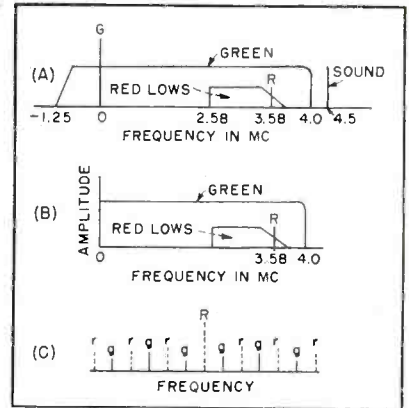 G
(A)
GREEN
SOUND
RED LOWS
R
-1.25 0 2.58 3.58 4.0 4.5
FREQUENCY IN MC
(B)
AMPLITUDE
GREEN
RED LOWS
R
0 3.58 4.0
FREQUENCY IN MC
(C)
r g r g r g R g r g r g r
FREQUENCY